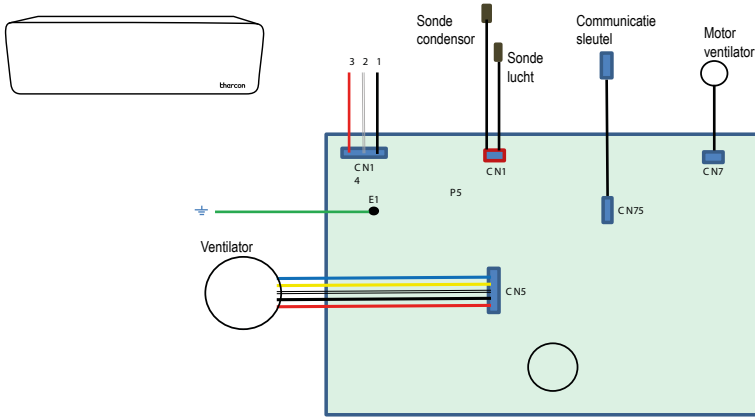 Sonde
condensor
Sonde
lucht
Communicatie
sleutel
Motor
ventilator
tharcon
3 2 1
CN1
4
CN1
CN7
P5
E1
CN75
Ventilator
CN5